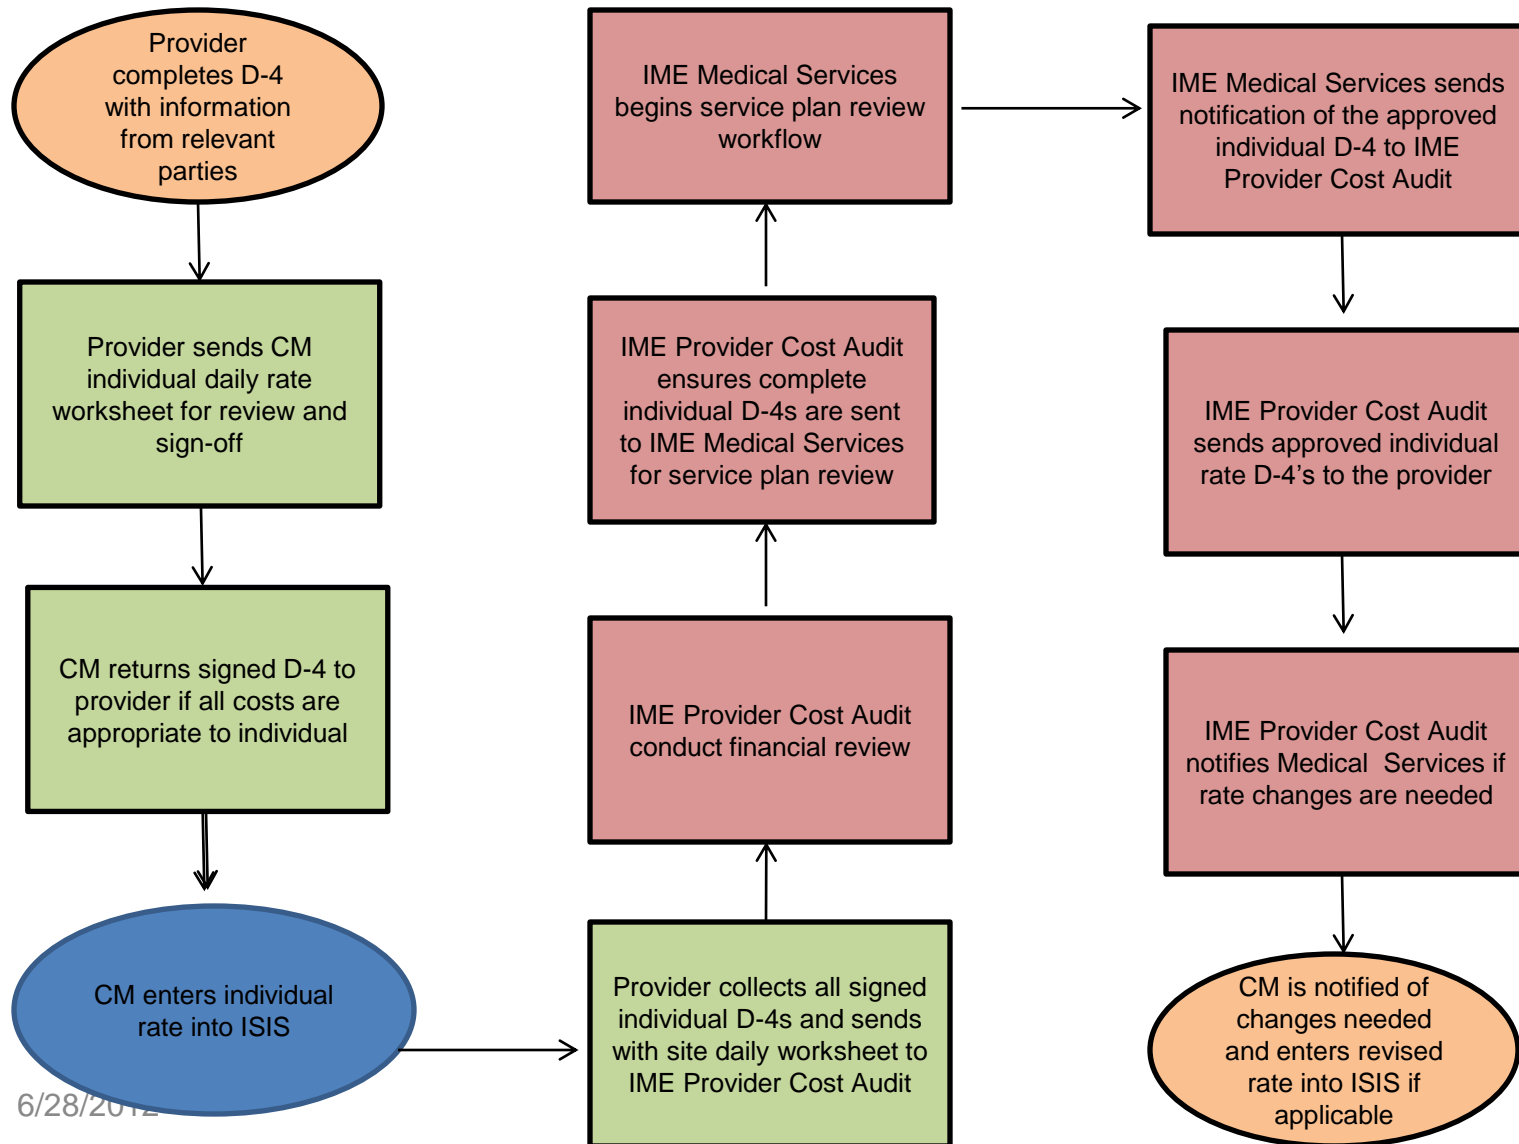 Provider
completes D-4
with information
from relevant
parties
Provider sends CM
individual daily rate
worksheet for review and
sign-off
CM returns signed D-4 to
provider if all costs are
appropriate to individual
CM enters individual
rate into ISIS
6/28/2012
Provider collects all signed
individual D-4s and sends
with site daily worksheet to
IME Provider Cost Audit
IME Provider Cost Audit
conduct financial review
IME Provider Cost Audit
ensures complete
individual D-4s are sent
to IME Medical Services
for service plan review
IME Medical Services
begins service plan review
workflow
IME Medical Services sends
notification of the approved
individual D-4 to IME
Provider Cost Audit
IME Provider Cost Audit
sends approved individual
rate D-4’s to the provider
IME Provider Cost Audit
notifies Medical  Services if
rate changes are needed
CM is notified of
changes needed
and enters revised
rate into ISIS if
applicable